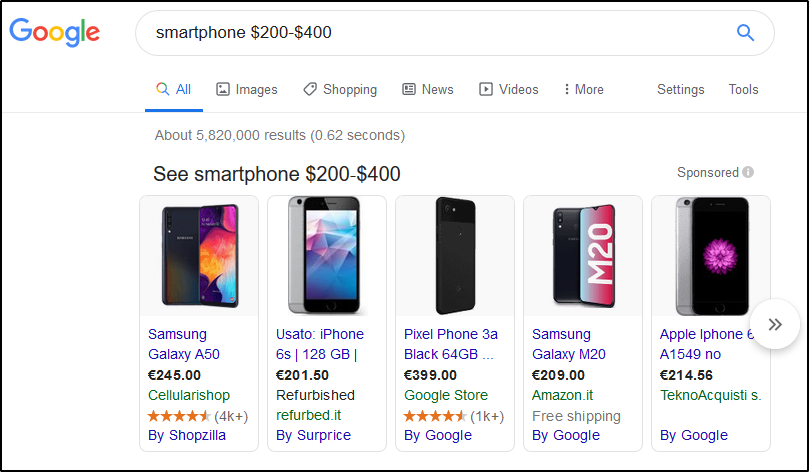 Google
smartphone $200-$400
All Images Shopping News Videos More Settings Tools
About 5,820,000 results (0.62 seconds)
See smartphone $200-$400
Sponsored
SAMSUNG
M20
Samsung
Galaxy A50
€245.00
Cellularishop
(4k+)
By Shopzilla
Usato: iPhone
6s | 128 GB |
€201.50
Refurbished
refurbed.it
By Surprice
Pixel Phone 3a
Black 64GB ...
€399.00
Google Store
(1k+)
By Google
Samsung
Galaxy M20
€209.00
Amazon.it
Free shipping
By Google
Apple Iphone 6
A1549 no
€214.56
TeknoAcquisti s.
By Google